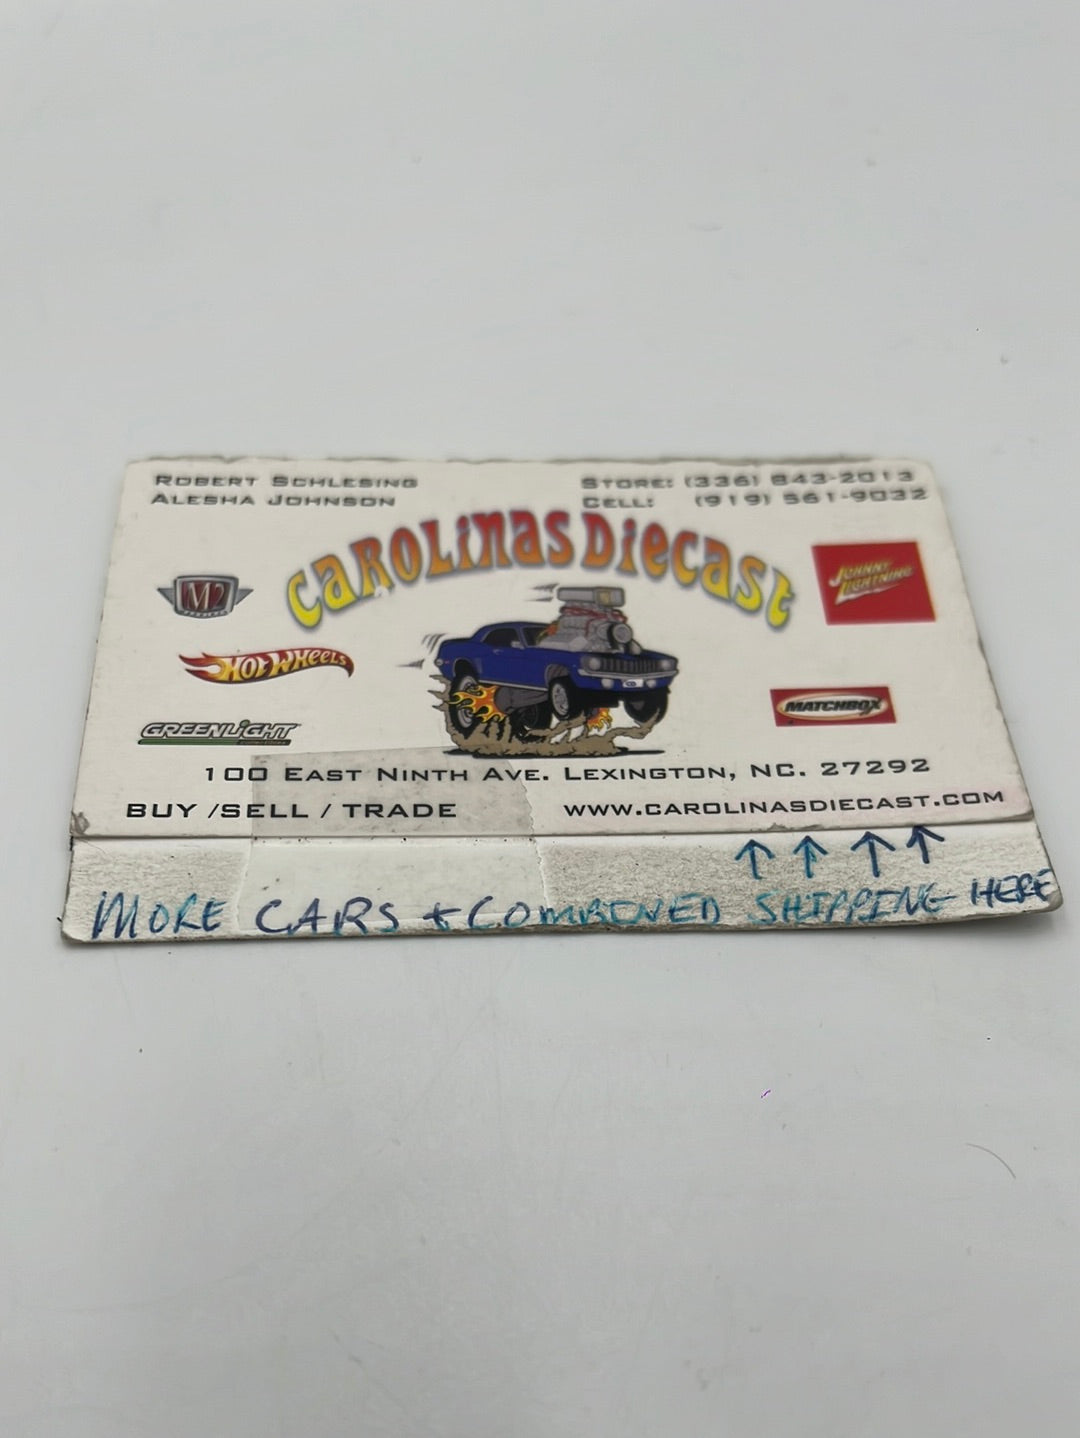 ROBERT SCHLESING
ALESHA JOHNSON
STORE: (336) 843-2013
CELL: (919) 561-9032
CAROLINAS DIECAST
M2
JOHNNY LIGHTNING
HOT WHEELS
MATCHBOX
GREENLIGHT
100 EAST NINTH AVE. LEXINGTON, NC. 27292
BUY /SELL / TRADE
WWW.CAROLINASDIECAST.COM
↑ ↑ ↑ ↑
MORE CARS & COMBINED SHIPPING HERE